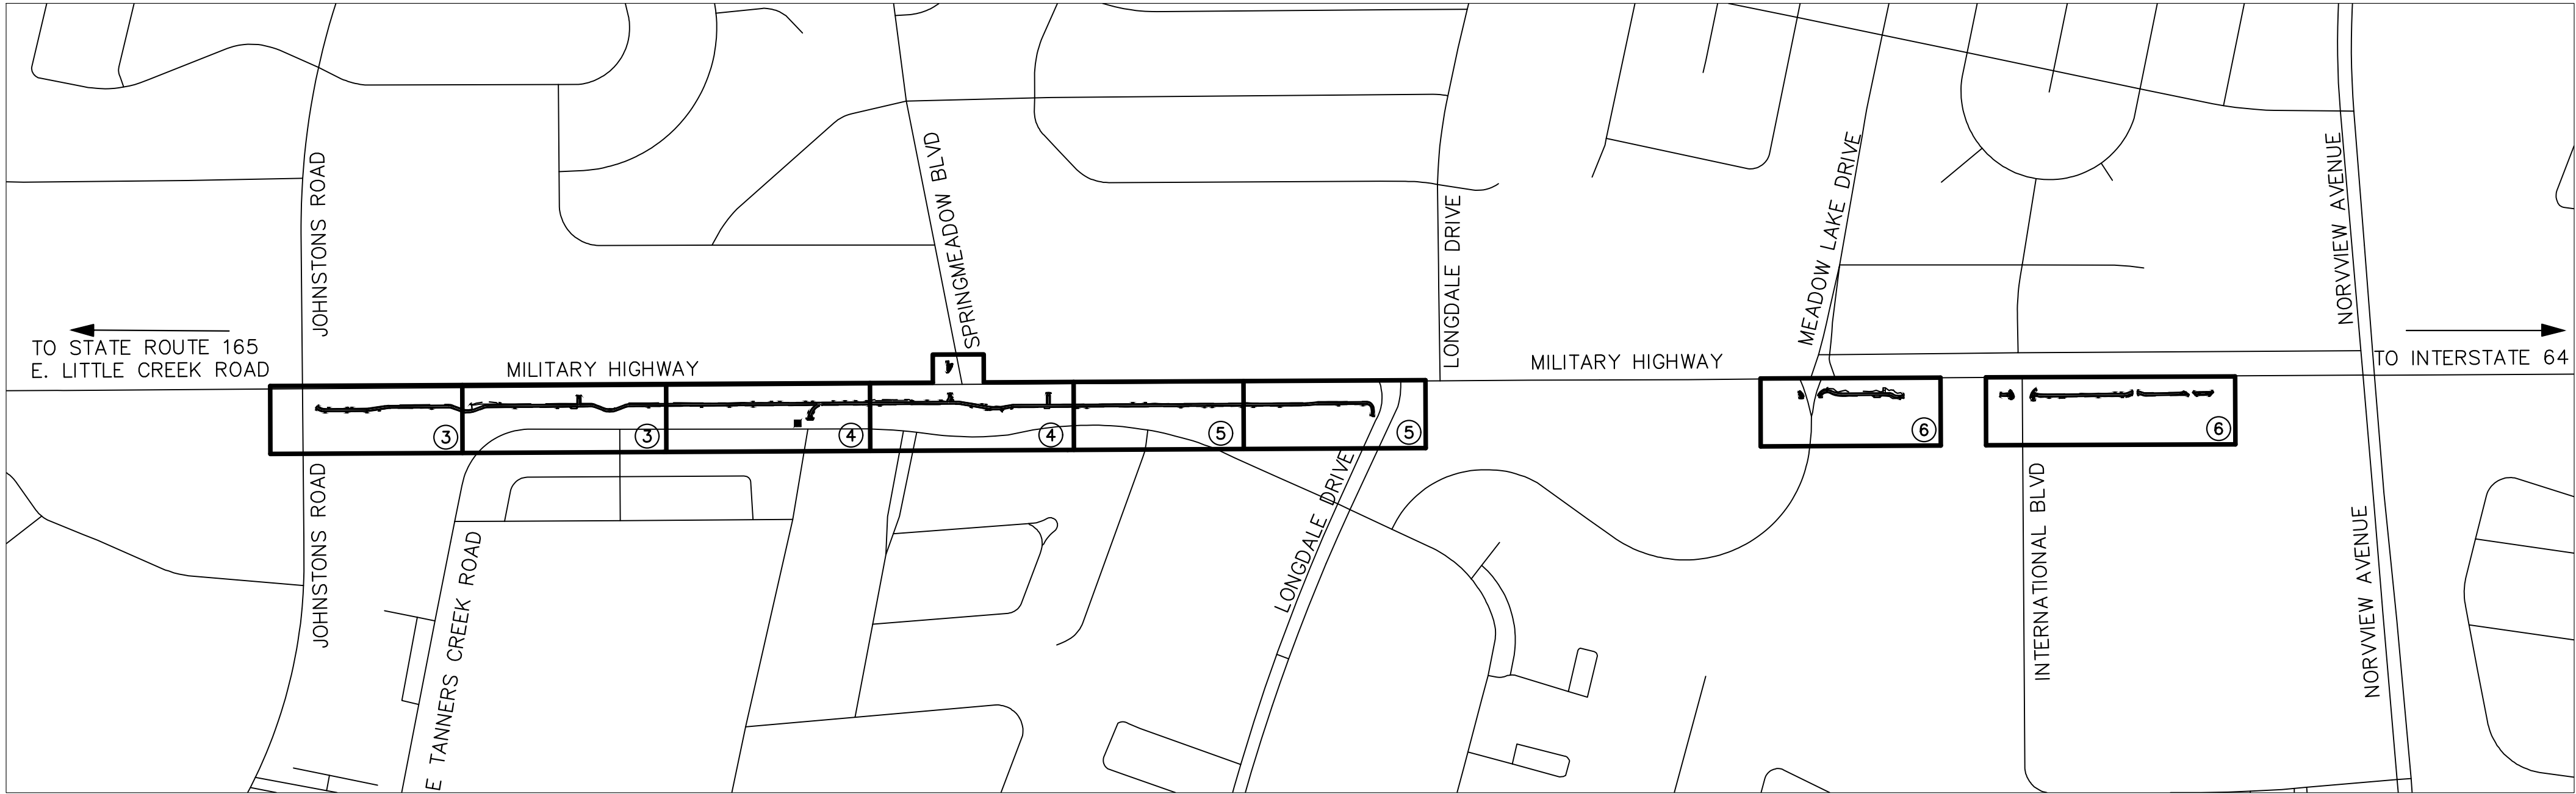 JOHNSTONS ROAD
SPRINGMEADOW BLVD
LONGDALE DRIVE
MEADOW LAKE DRIVE
NORVIEW AVENUE
TO STATE ROUTE 165
E. LITTLE CREEK ROAD
MILITARY HIGHWAY
MILITARY HIGHWAY
TO INTERSTATE 64
3
3
4
4
5
5
6
6
JOHNSTONS ROAD
E TANNERS CREEK ROAD
LONGDALE DRIVE
INTERNATIONAL BLVD
NORVIEW AVENUE